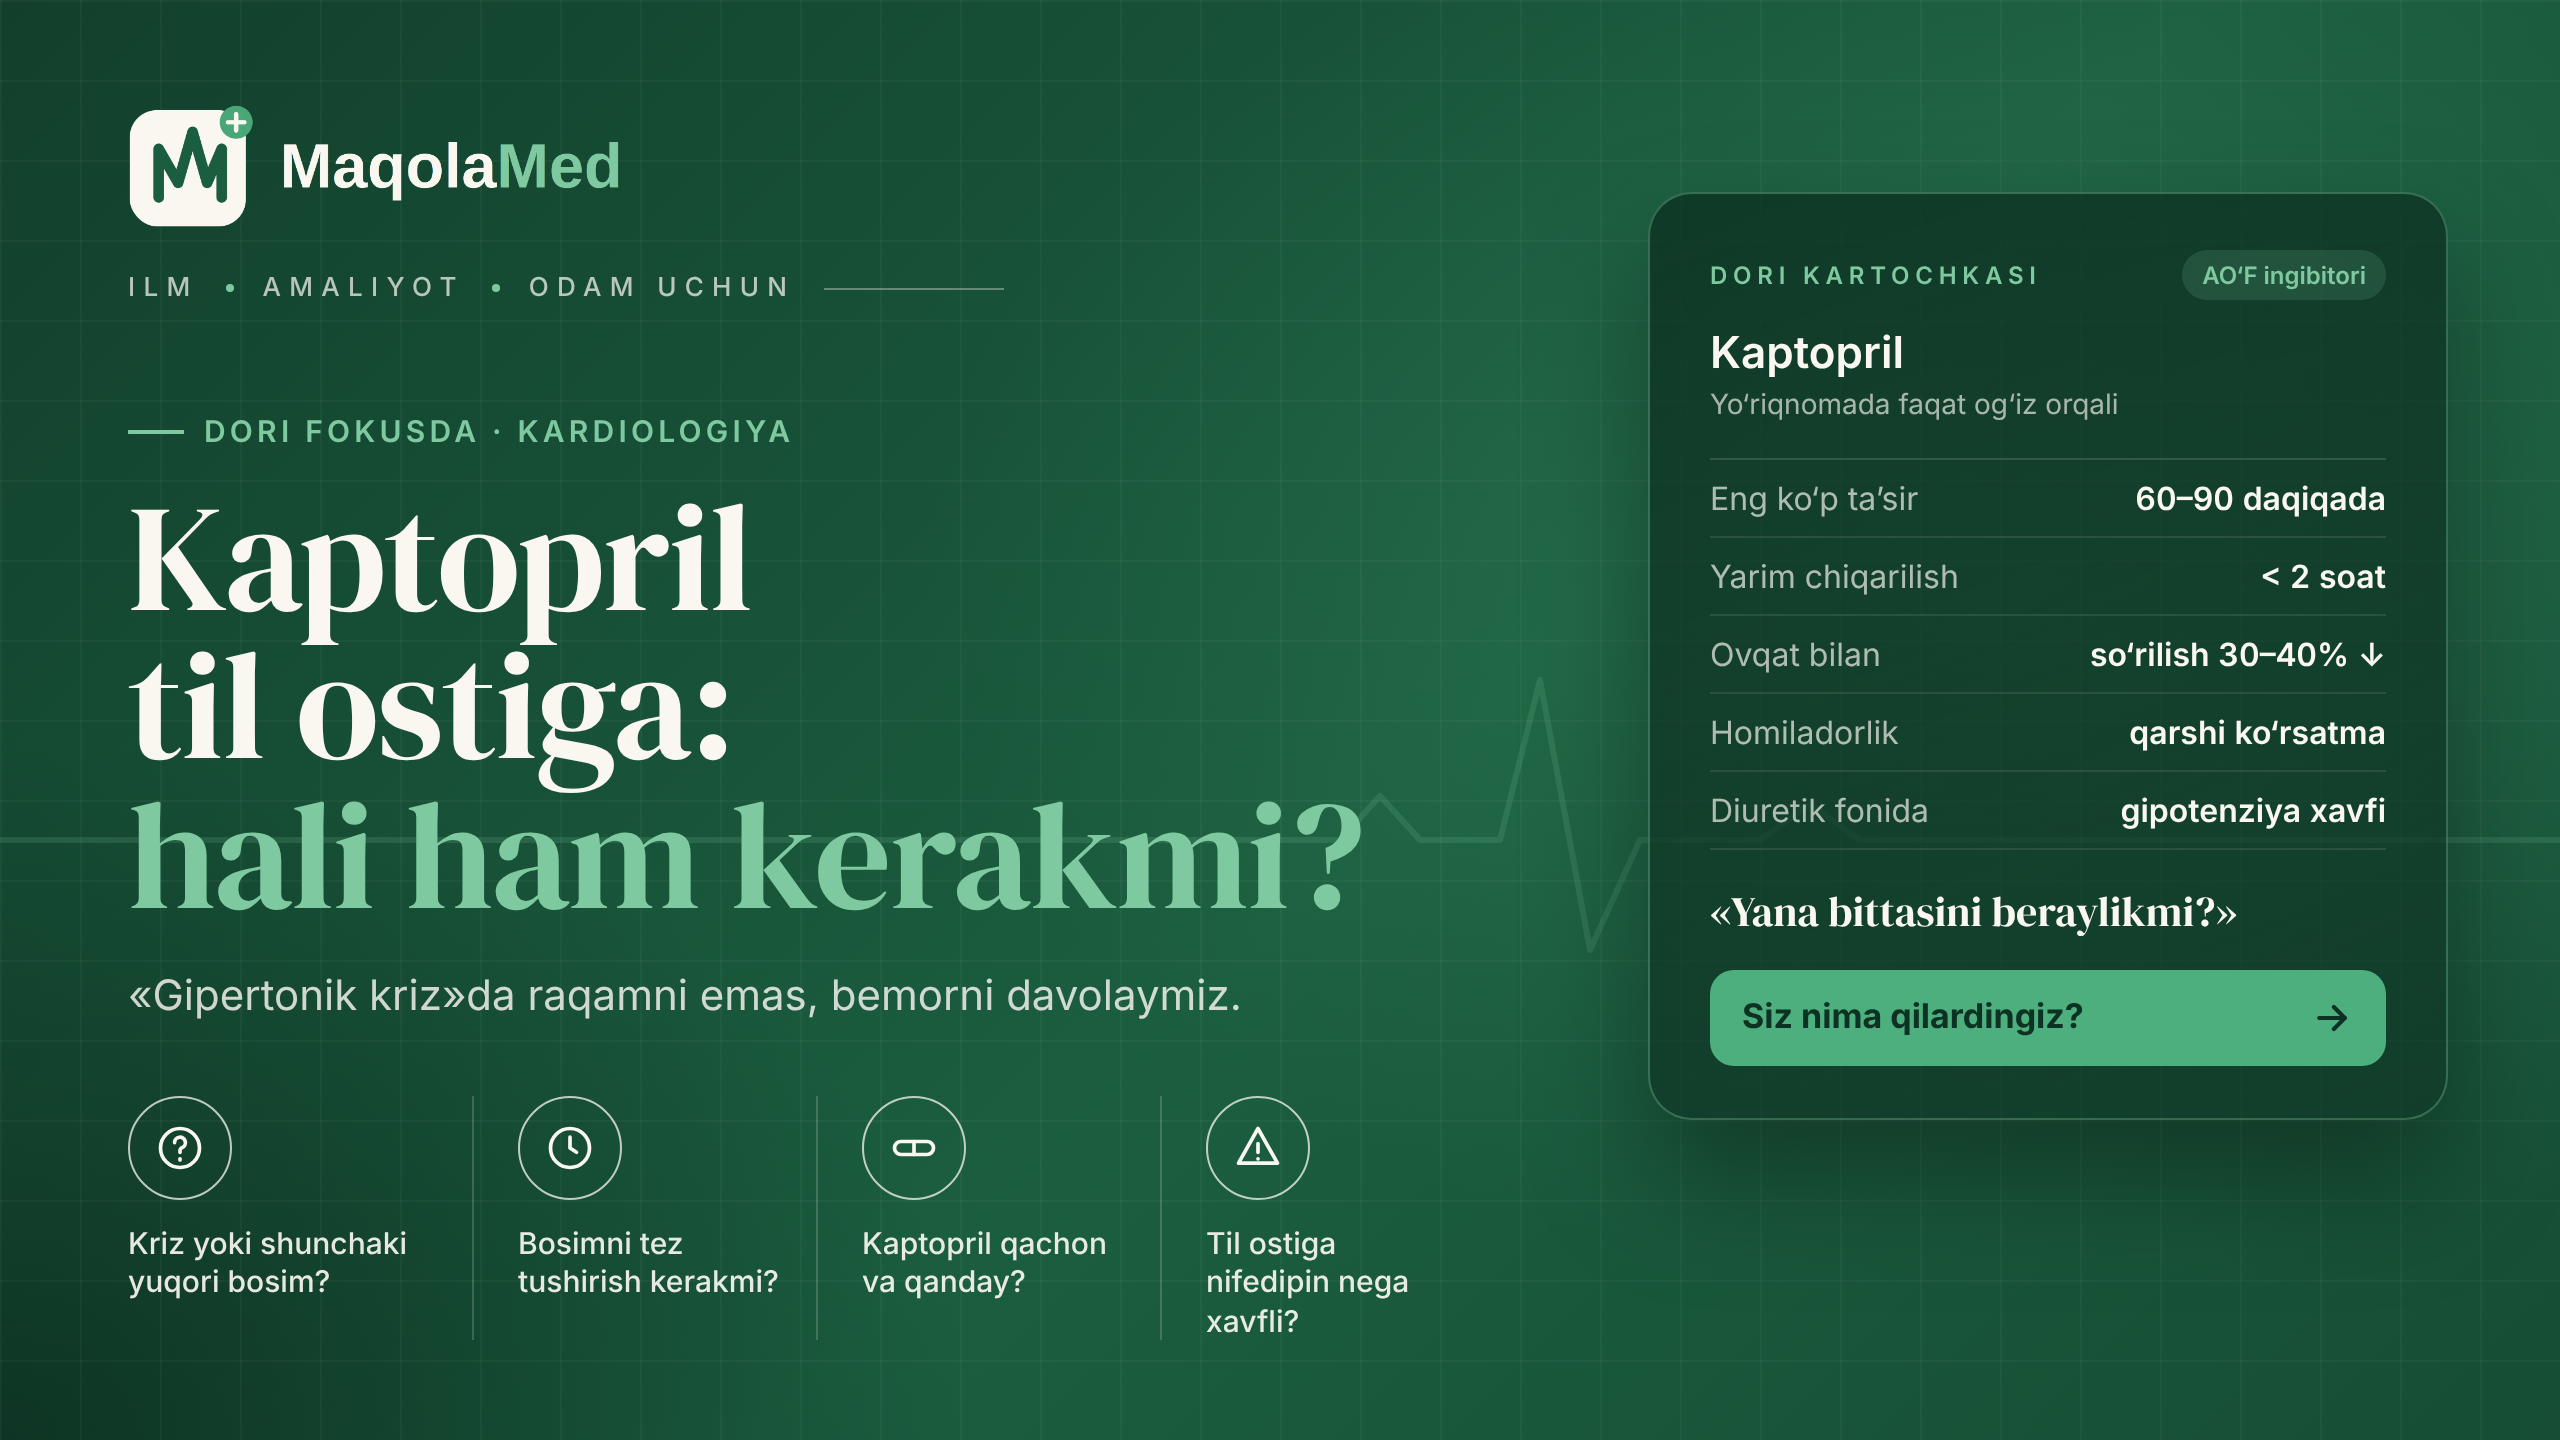 MaqolaMed
ILM • AMALIYOT • ODAM UCHUN
DORI FOKUSDA · KARDIOLOGIYA
Kaptopril
til ostiga:
hali ham kerakmi?
«Gipertonik kriz»da raqamni emas, bemorni davolaymiz.
Kriz yoki shunchaki
yuqori bosim?
Bosimni tez
tushirish kerakmi?
Kaptopril qachon
va qanday?
Til ostiga
nifedipin nega
xavfli?
DORI KARTOCHKASI
AO‘F ingibitori
Kaptopril
Yo‘riqnomada faqat og‘iz orqali
Eng ko‘p ta’sir 60–90 daqiqada
Yarim chiqarilish < 2 soat
Ovqat bilan so‘rilish 30–40% ↓
Homiladorlik qarshi ko‘rsatma
Diuretik fonida gipotenziya xavfi
«Yana bittasini beraylikmi?»
Siz nima qilardingiz? →